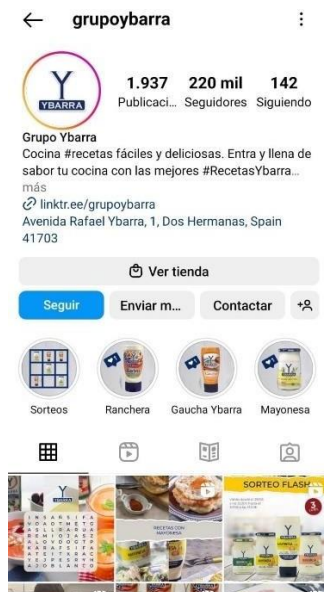 grupoybarra
Y
YBARRA
1.937 220 mil 142
Publicaci... Seguidores Siguiendo
Grupo Ybarra
Cocina #recetas fáciles y deliciosas. Entra y llena de
sabor tu cocina con las mejores #RecetasYbarra...
más
linktr.ee/grupoybarra
Avenida Rafael Ybarra, 1, Dos Hermanas, Spain
41703
Ver tienda
Seguir Enviar m... Contactar
Sorteos Ranchera Gaucha Ybarra Mayonesa
YBARRA
RECETAS CON
MAYONESA
SORTEO FLASH
3